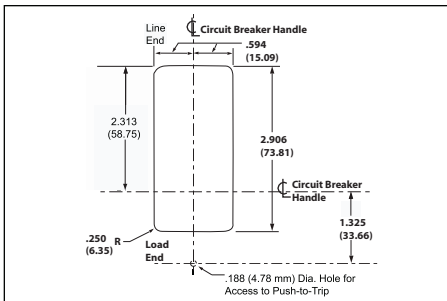 Line
End
℄ Circuit Breaker Handle
.594
(15.09)
2.313
(58.75)
2.906
(73.81)
℄ Circuit Breaker
Handle
1.325
(33.66)
.250 R
(6.35)
Load
End
.188 (4.78 mm) Dia. Hole for
Access to Push-to-Trip